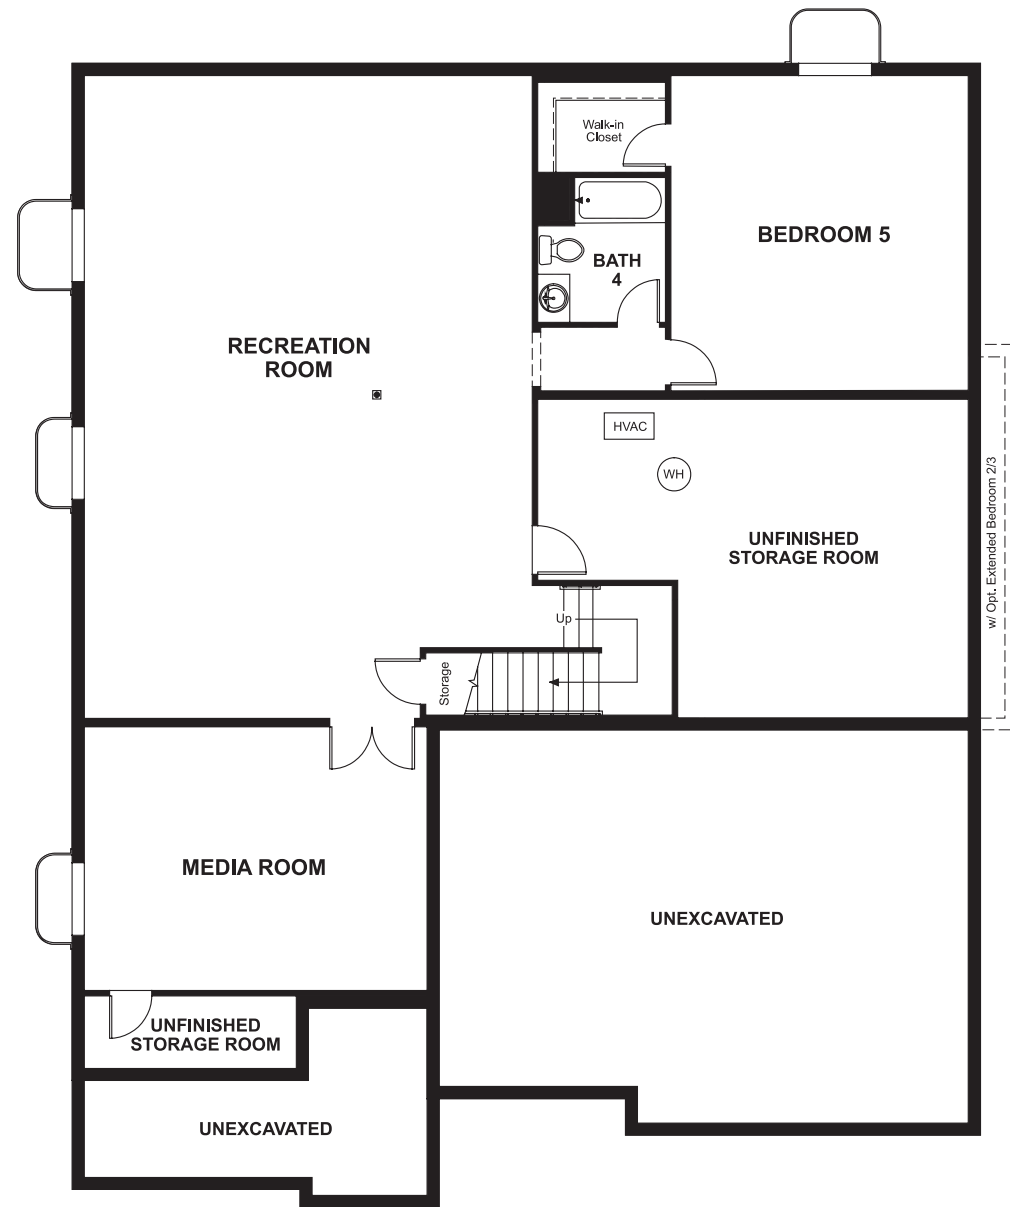 Walk-in
Closet
BEDROOM 5
BATH
4
RECREATION
ROOM
HVAC
WH
UNFINISHED
STORAGE ROOM
w/ Opt. Extended Bedroom 2/3
Up
Storage
MEDIA ROOM
UNEXCAVATED
UNFINISHED
STORAGE ROOM
UNEXCAVATED